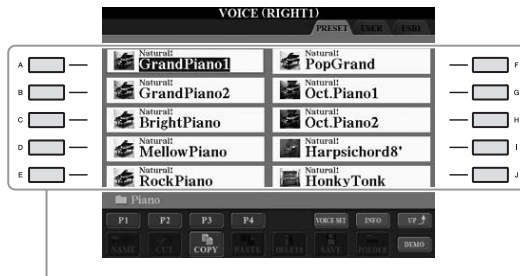 VOICE (RIGHT1)
PRESET USER USB1
A Natural! GrandPiano1 Natural! PopGrand F
B Natural! GrandPiano2 Natural! Oct.Piano1 G
C Natural! BrightPiano Natural! Oct.Piano2 H
D Natural! MellowPiano Natural! Harpsichord8' I
E Natural! RockPiano Natural! HonkyTonk J
Piano
P1 P2 P3 P4 VOICE SET INFO UP
NAME CUT COPY PASTE DELETE SAVE FOLDER DEMO